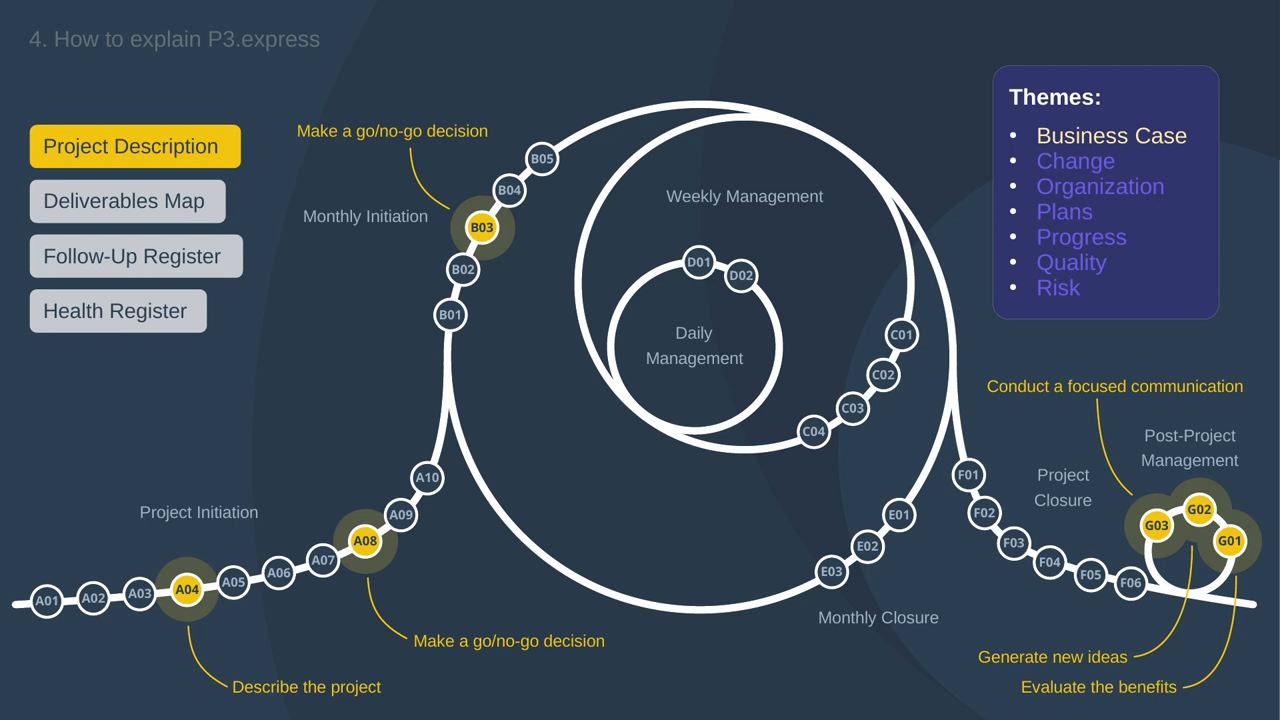 4. How to explain P3.express
Project Description
Deliverables Map
Follow-Up Register
Health Register
Make a go/no-go decision
Monthly Initiation
B05
B04
B03
B02
B01
Weekly Management
D01
D02
Daily
Management
C01
C02
C03
C04
Themes:
• Business Case
• Change
• Organization
• Plans
• Progress
• Quality
• Risk
Project Initiation
A01
A02
A03
A04
A05
A06
A07
A08
A09
A10
Describe the project
Make a go/no-go decision
E01
E02
E03
Monthly Closure
F01
F02
F03
F04
F05
F06
Project
Closure
Conduct a focused communication
Post-Project
Management
G03
G02
G01
Generate new ideas
Evaluate the benefits